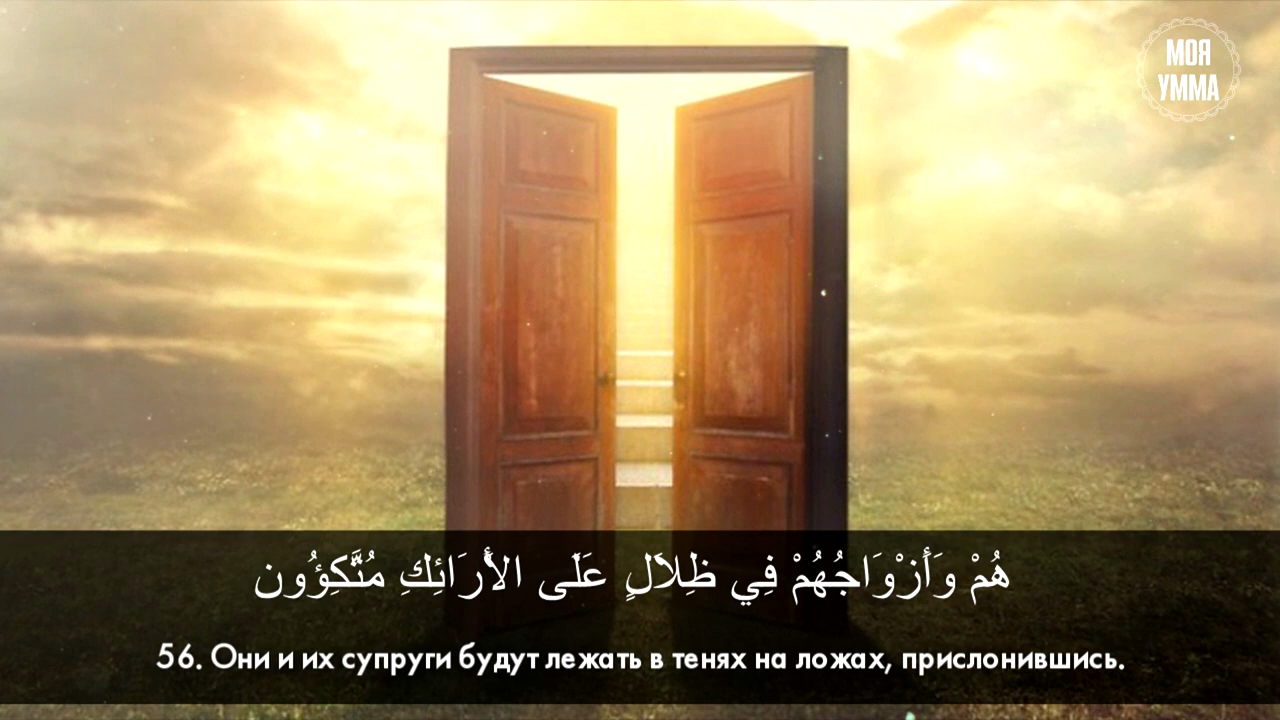 МОЯ
УММА
هُمْ وَأَزْوَاجُهُمْ فِي ظِلَالٍ عَلَى الأَرَائِكِ مُتَّكِؤُون
56. Они и их супруги будут лежать в тенях на ложах, прислонившись.